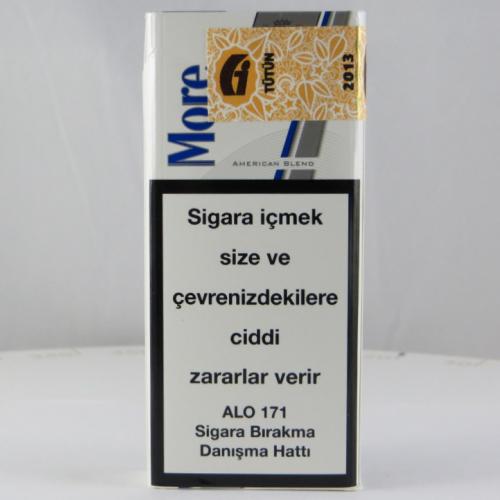 TÜTÜN
2013
More
AMERICAN BLEND
Sigara içmek
size ve
çevrenizdekilere
ciddi
zararlar verir
ALO 171
Sigara Bırakma
Danışma Hattı